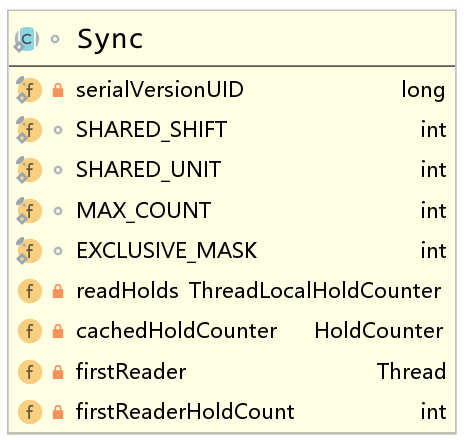 Sync
serialVersionUID long
SHARED_SHIFT int
SHARED_UNIT int
MAX_COUNT int
EXCLUSIVE_MASK int
readHolds ThreadLocalHoldCounter
cachedHoldCounter HoldCounter
firstReader Thread
firstReaderHoldCount int